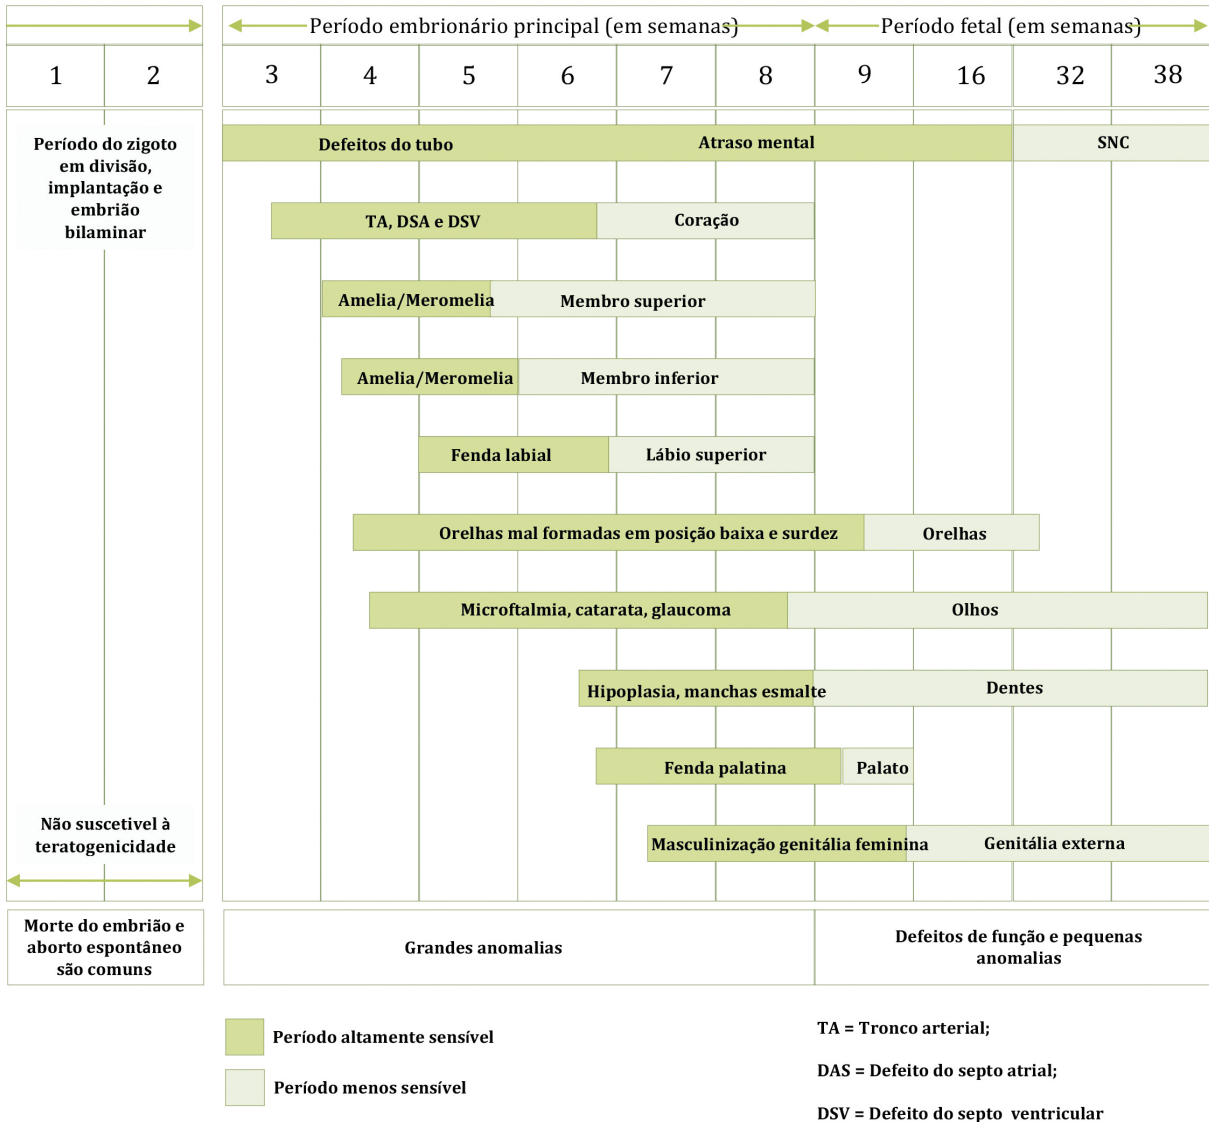 Período embrionário principal (em semanas)
Período fetal (em semanas)
1 2 3 4 5 6 7 8 9 16 32 38
Período do zigoto
em divisão,
implantação e
embrião
bilaminar
Defeitos do tubo
Atraso mental
SNC
TA, DSA e DSV
Coração
Amelia/Meromelia
Membro superior
Amelia/Meromelia
Membro inferior
Fenda labial
Lábio superior
Orelhas mal formadas em posição baixa e surdez
Orelhas
Microftalmia, catarata, glaucoma
Olhos
Hipoplasia, manchas esmalte
Dentes
Fenda palatina
Palato
Masculinização genitália feminina
Genitália externa
Não suscetivel à
teratogenicidade
Morte do embrião e
aborto espontâneo
são comuns
Grandes anomalias
Defeitos de função e pequenas
anomalias
Período altamente sensível
Período menos sensível
TA = Tronco arterial;
DAS = Defeito do septo atrial;
DSV = Defeito do septo ventricular